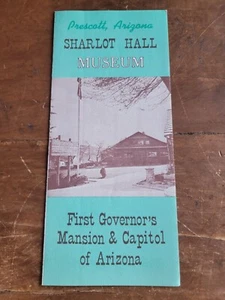 Prescott, Arizona
SHARLOT HALL
MUSEUM
First Governor's
Mansion & Capitol
of Arizona